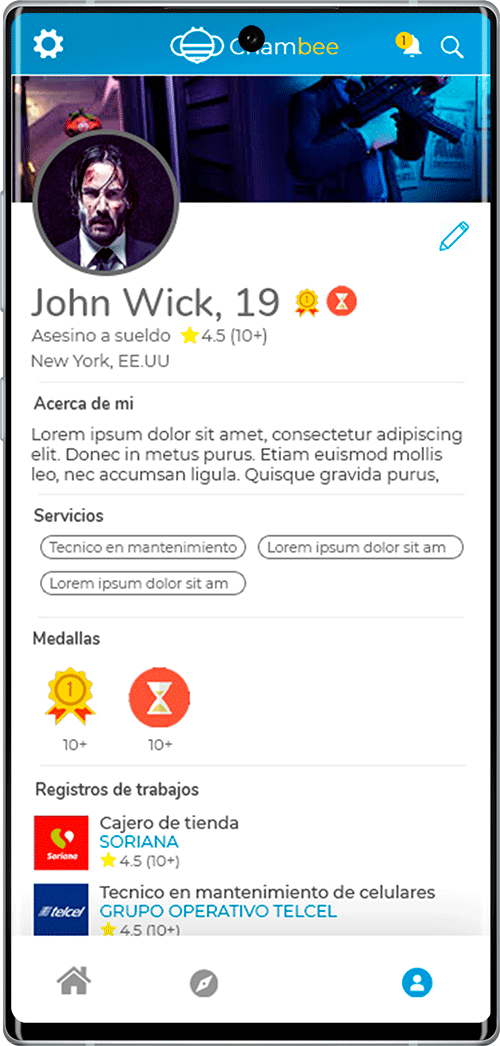 Chambee
1
John Wick, 19
Asesino a sueldo 4.5 (10+)
New York, EE.UU
Acerca de mi
Lorem ipsum dolor sit amet, consectetur adipiscing
elit. Donec in metus purus. Etiam euismod mollis
leo, nec accumsan ligula. Quisque gravida purus,
Servicios
Tecnico en mantenimiento Lorem ipsum dolor sit am
Lorem ipsum dolor sit am
Medallas
1
10+ 10+
Registros de trabajos
Cajero de tienda
Soriana SORIANA
4.5 (10+)
Tecnico en mantenimiento de celulares
telcel GRUPO OPERATIVO TELCEL
4.5 (10+)